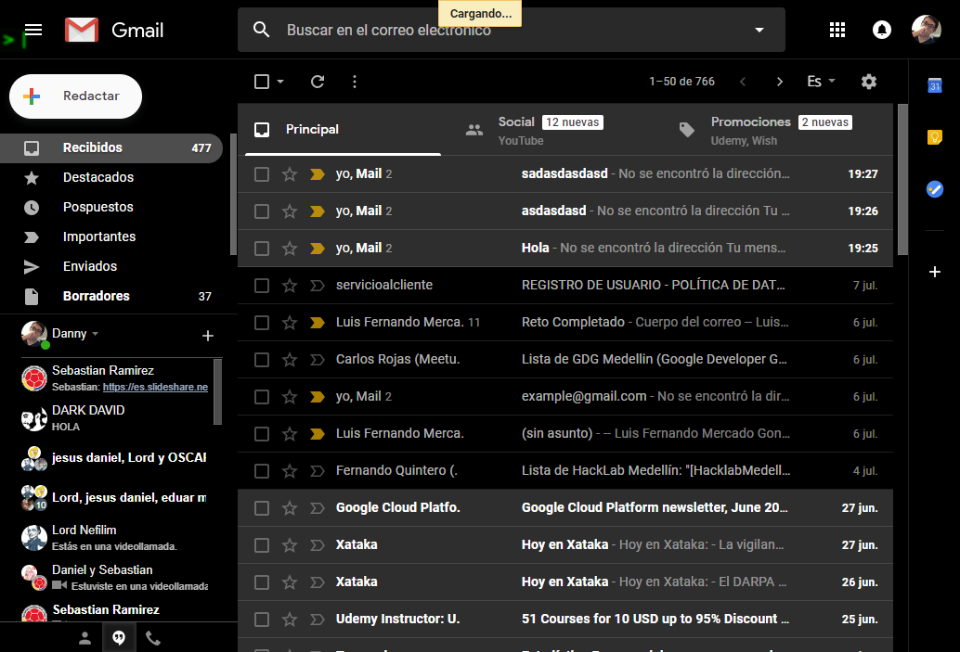 Cargando...
Gmail
Buscar en el correo electrónico
Redactar
1–50 de 766
Es
31
Recibidos 477
Destacados
Pospuestos
Importantes
Enviados
Borradores 37
Danny
Sebastian Ramirez
Sebastian: https://es.slideshare.ne
DARK DAVID
HOLA
jesus daniel, Lord y OSCAR
Lord, jesus daniel, eduar m
10
Lord Nefilim
Estás en una videollamada.
Daniel y Sebastian
Estuviste en una videollamada
Sebastian Ramirez
Principal
Social 12 nuevas
YouTube
Promociones 2 nuevas
Udemy, Wish
yo, Mail 2 sadasdasdasd - No se encontró la dirección... 19:27
yo, Mail 2 asdasdasd - No se encontró la dirección Tu ... 19:26
yo, Mail 2 Hola - No se encontró la dirección Tu mens... 19:25
servicioalcliente REGISTRO DE USUARIO - POLÍTICA DE DAT... 7 jul.
Luis Fernando Merca. 11 Reto Completado - Cuerpo del correo -- Luis... 6 jul.
Carlos Rojas (Meetu. Lista de GDG Medellin (Google Developer G... 6 jul.
yo, Mail 2 example@gmail.com - No se encontró la dir... 6 jul.
Luis Fernando Merca. (sin asunto) - -- Luis Fernando Mercado Gon... 6 jul.
Fernando Quintero (. Lista de HackLab Medellín: "[HacklabMedell... 4 jul.
Google Cloud Platfo. Google Cloud Platform newsletter, June 20... 27 jun.
Xataka Hoy en Xataka - Hoy en Xataka: - La vigilan... 27 jun.
Xataka Hoy en Xataka - Hoy en Xataka: - El DARPA ... 26 jun.
Udemy Instructor: U. 51 Courses for 10 USD up to 95% Discount ... 25 jun.